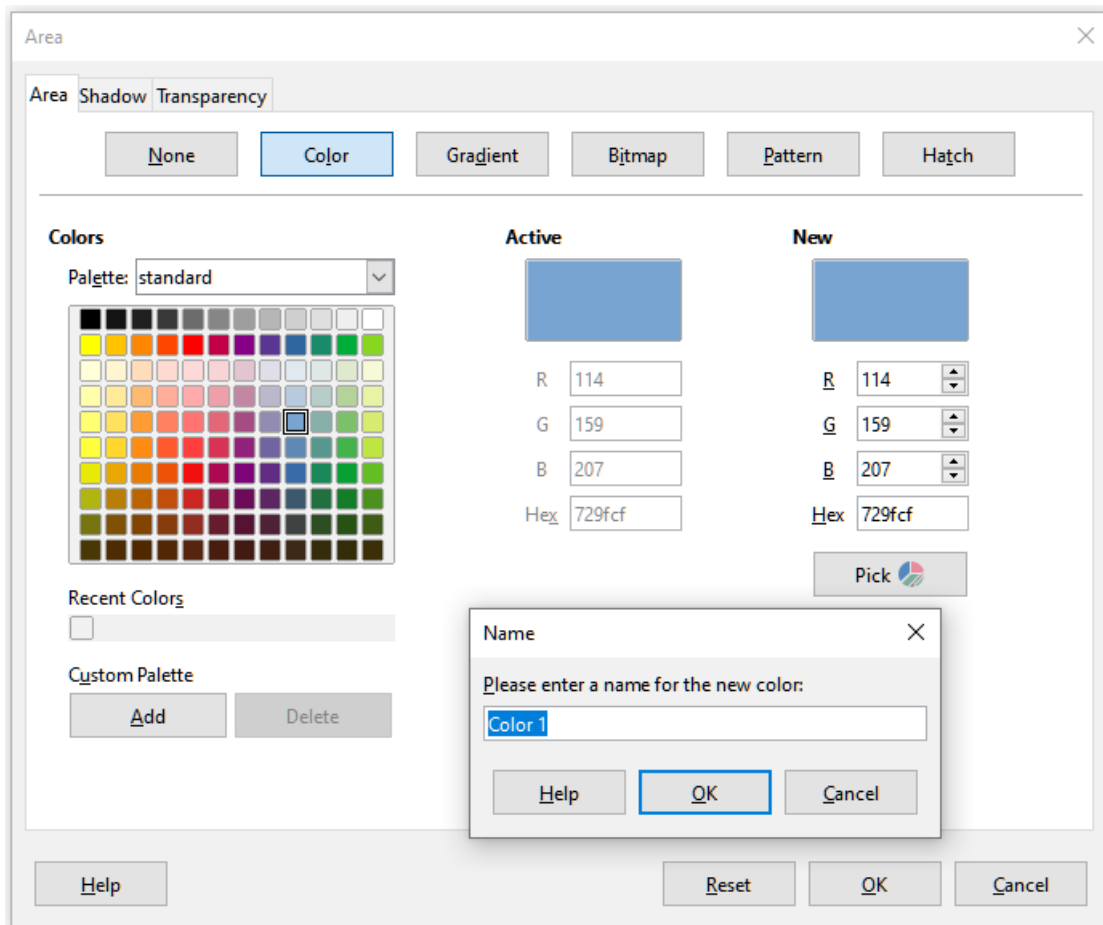 Area
Area Shadow Transparency
None Color Gradient Bitmap Pattern Hatch
Colors Active New
Palette: standard
R 114 R 114
G 159 G 159
B 207 B 207
Hex 729fcf Hex 729fcf
Pick
Recent Colors
Custom Palette
Add Delete
Name
Please enter a name for the new color:
Color 1
Help OK Cancel
Help Reset OK Cancel